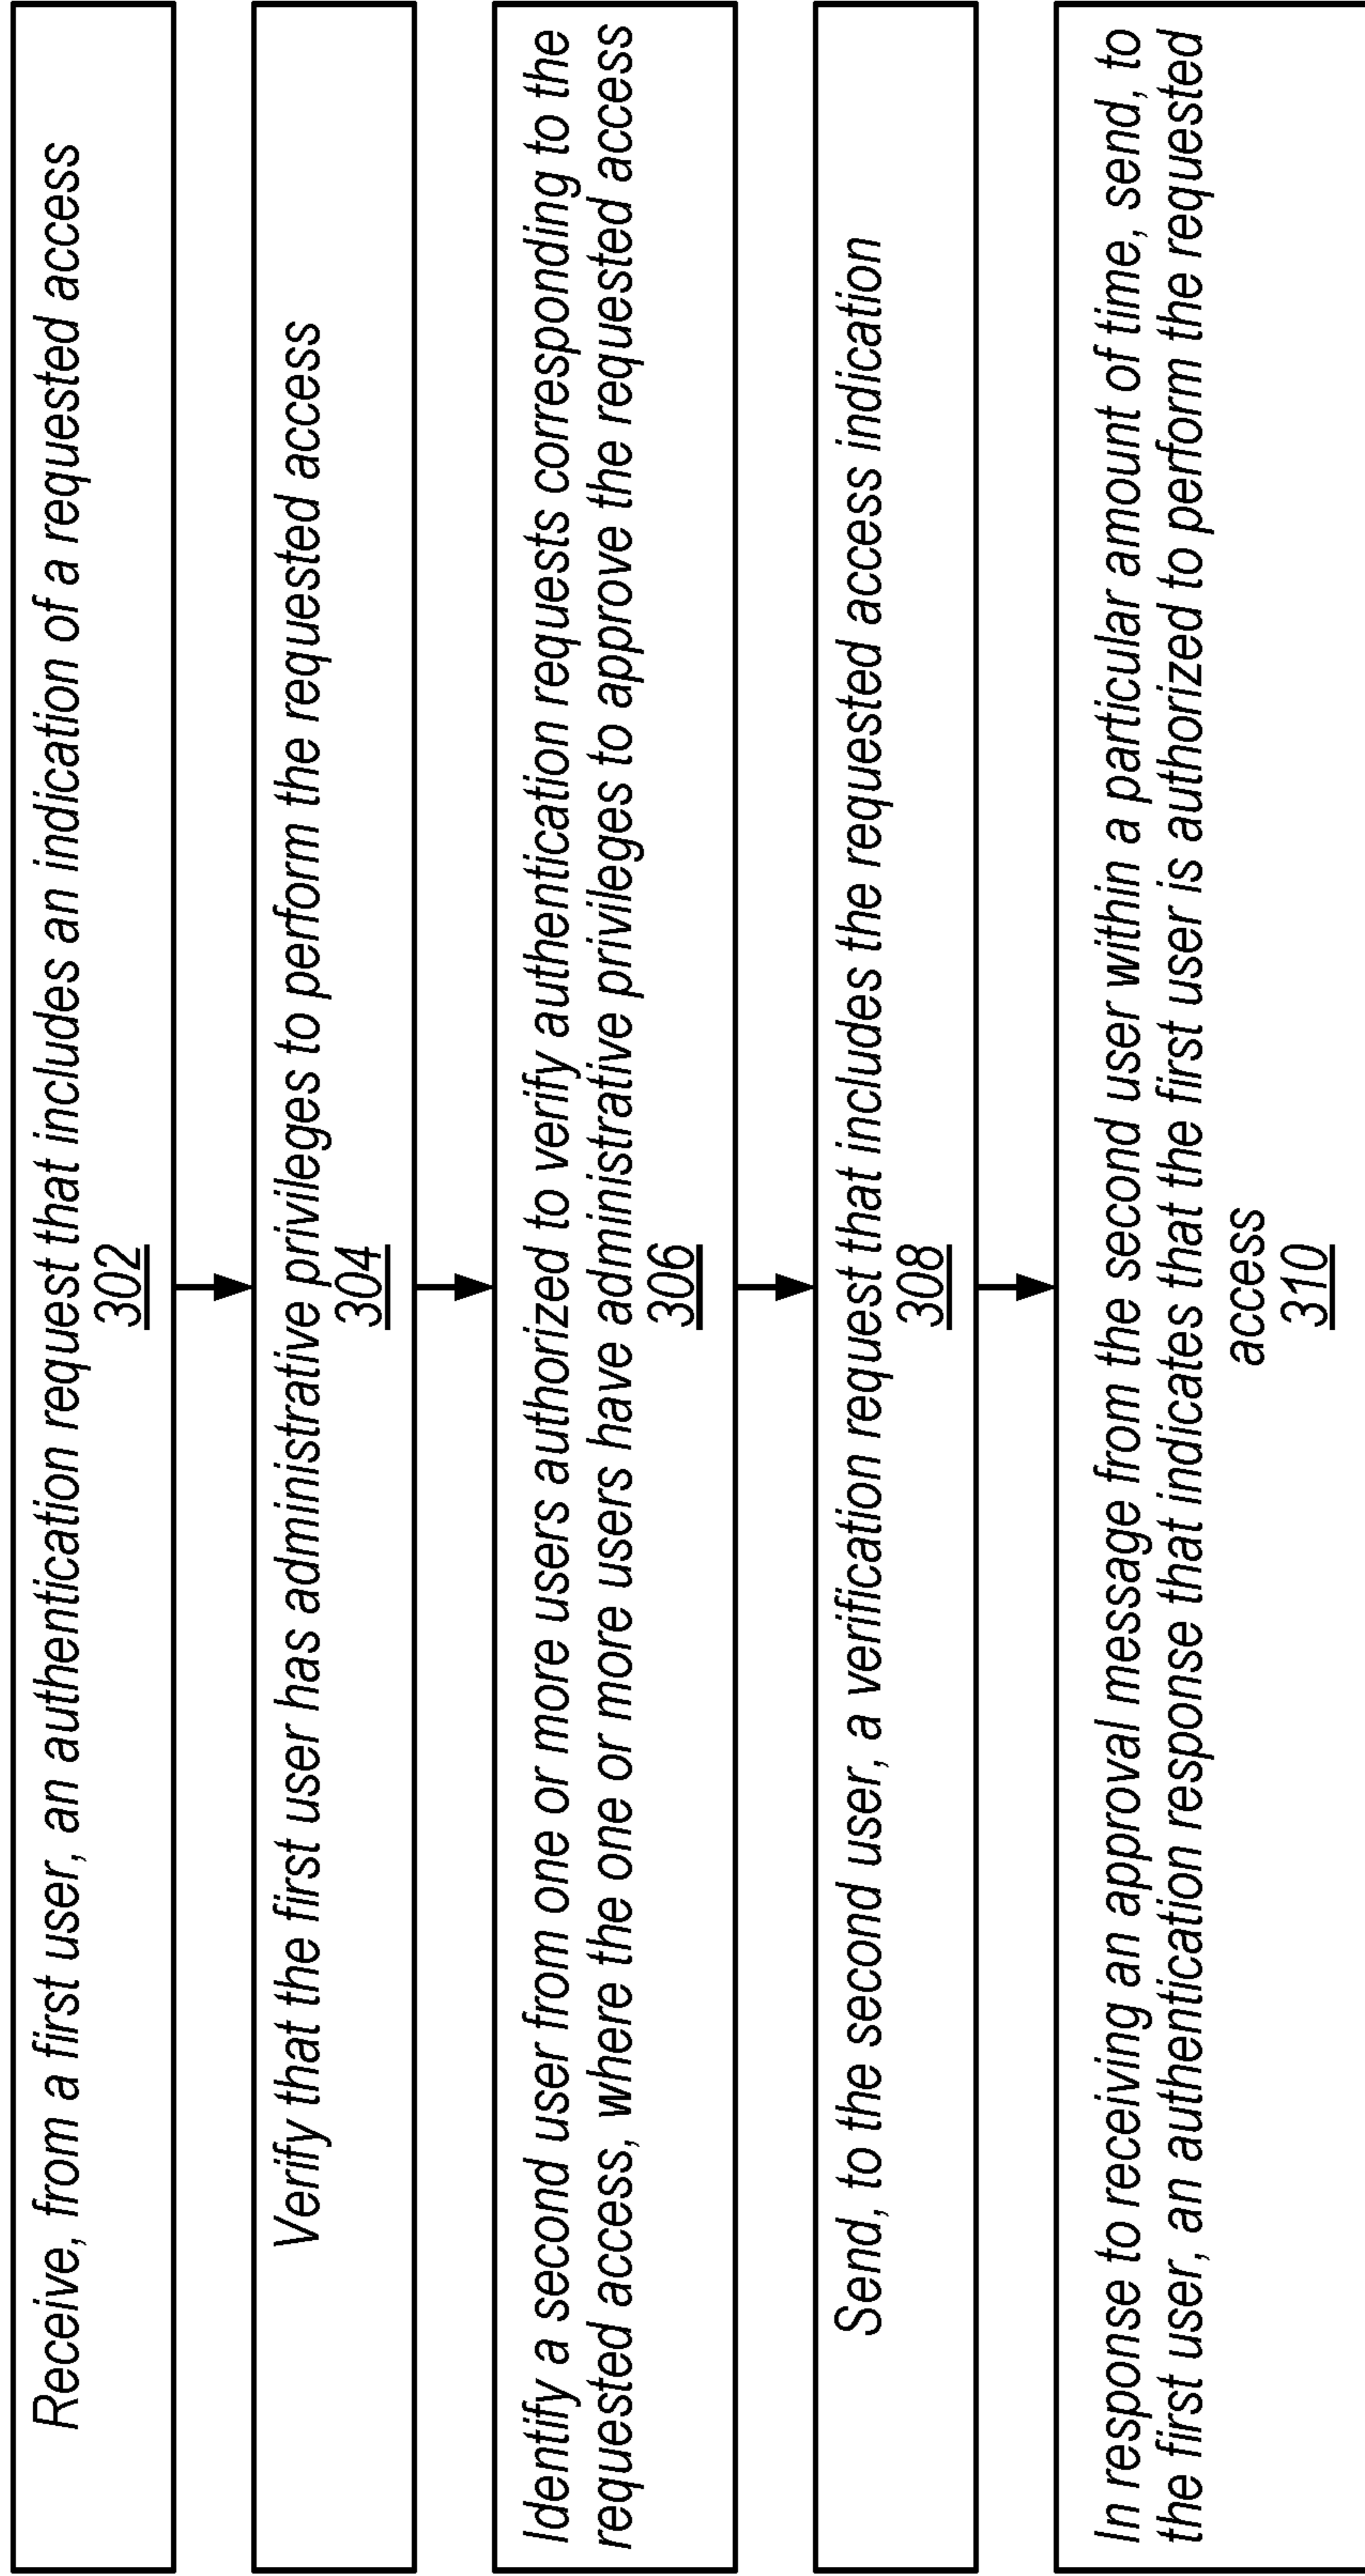 Receive, from a first user, an authentication request that includes an indication of a requested access
302
Verify that the first user has administrative privileges to perform the requested access
304
Identify a second user from one or more users authorized to verify authentication requests corresponding to the
requested access, where the one or more users have administrative privileges to approve the requested access
306
Send, to the second user, a verification request that includes the requested access indication
308
In response to receiving an approval message from the second user within a particular amount of time, send, to
the first user, an authentication response that indicates that the first user is authorized to perform the requested
access
310